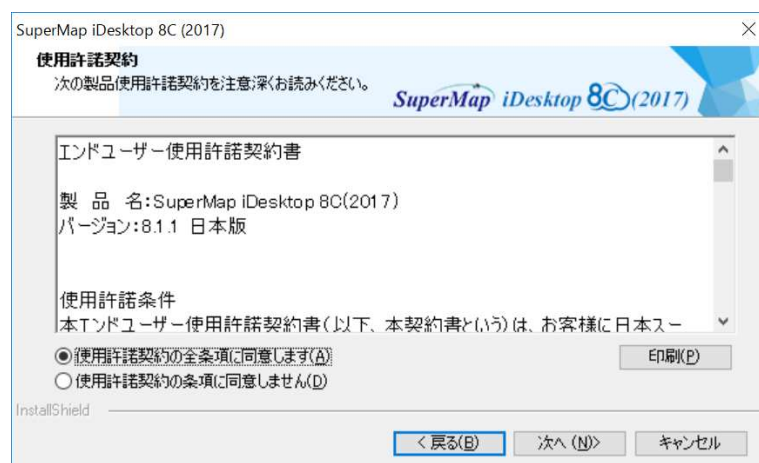 SuperMap iDesktop 8C (2017)
使用許諾契約
次の製品使用許諾契約を注意深くお読みください。
SuperMap iDesktop 8C(2017)
エンドユーザー使用許諾契約書
製 品 名:SuperMap iDesktop 8C(2017)
バージョン:8.1.1 日本版
使用許諾条件
本エンドユーザー使用許諾契約書(以下、本契約書という)は、お客様に日本スー
使用許諾契約の全条項に同意します(A)
印刷(P)
使用許諾契約の条項に同意しません(D)
InstallShield
< 戻る(B)
次へ (N)>
キャンセル